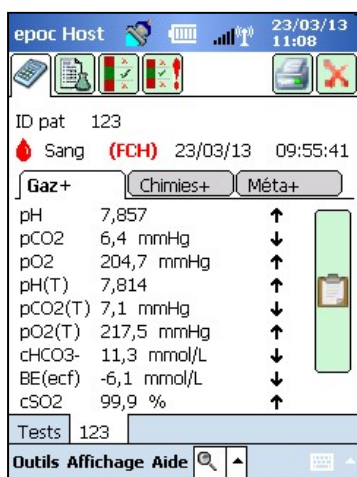 epoc Host 23/03/13 11:08
ID pat 123
Sang (FCH) 23/03/13 09:55:41
Gaz+ Chimies+ Méta+
pH 7,857 ↑
pCO2 6,4 mmHg ↓
pO2 204,7 mmHg ↑
pH(T) 7,814 ↑
pCO2(T) 7,1 mmHg ↓
pO2(T) 217,5 mmHg ↑
cHCO3- 11,3 mmol/L ↓
BE(ecf) -6,1 mmol/L ↓
cSO2 99,9 % ↑
Tests 123
Outils Affichage Aide